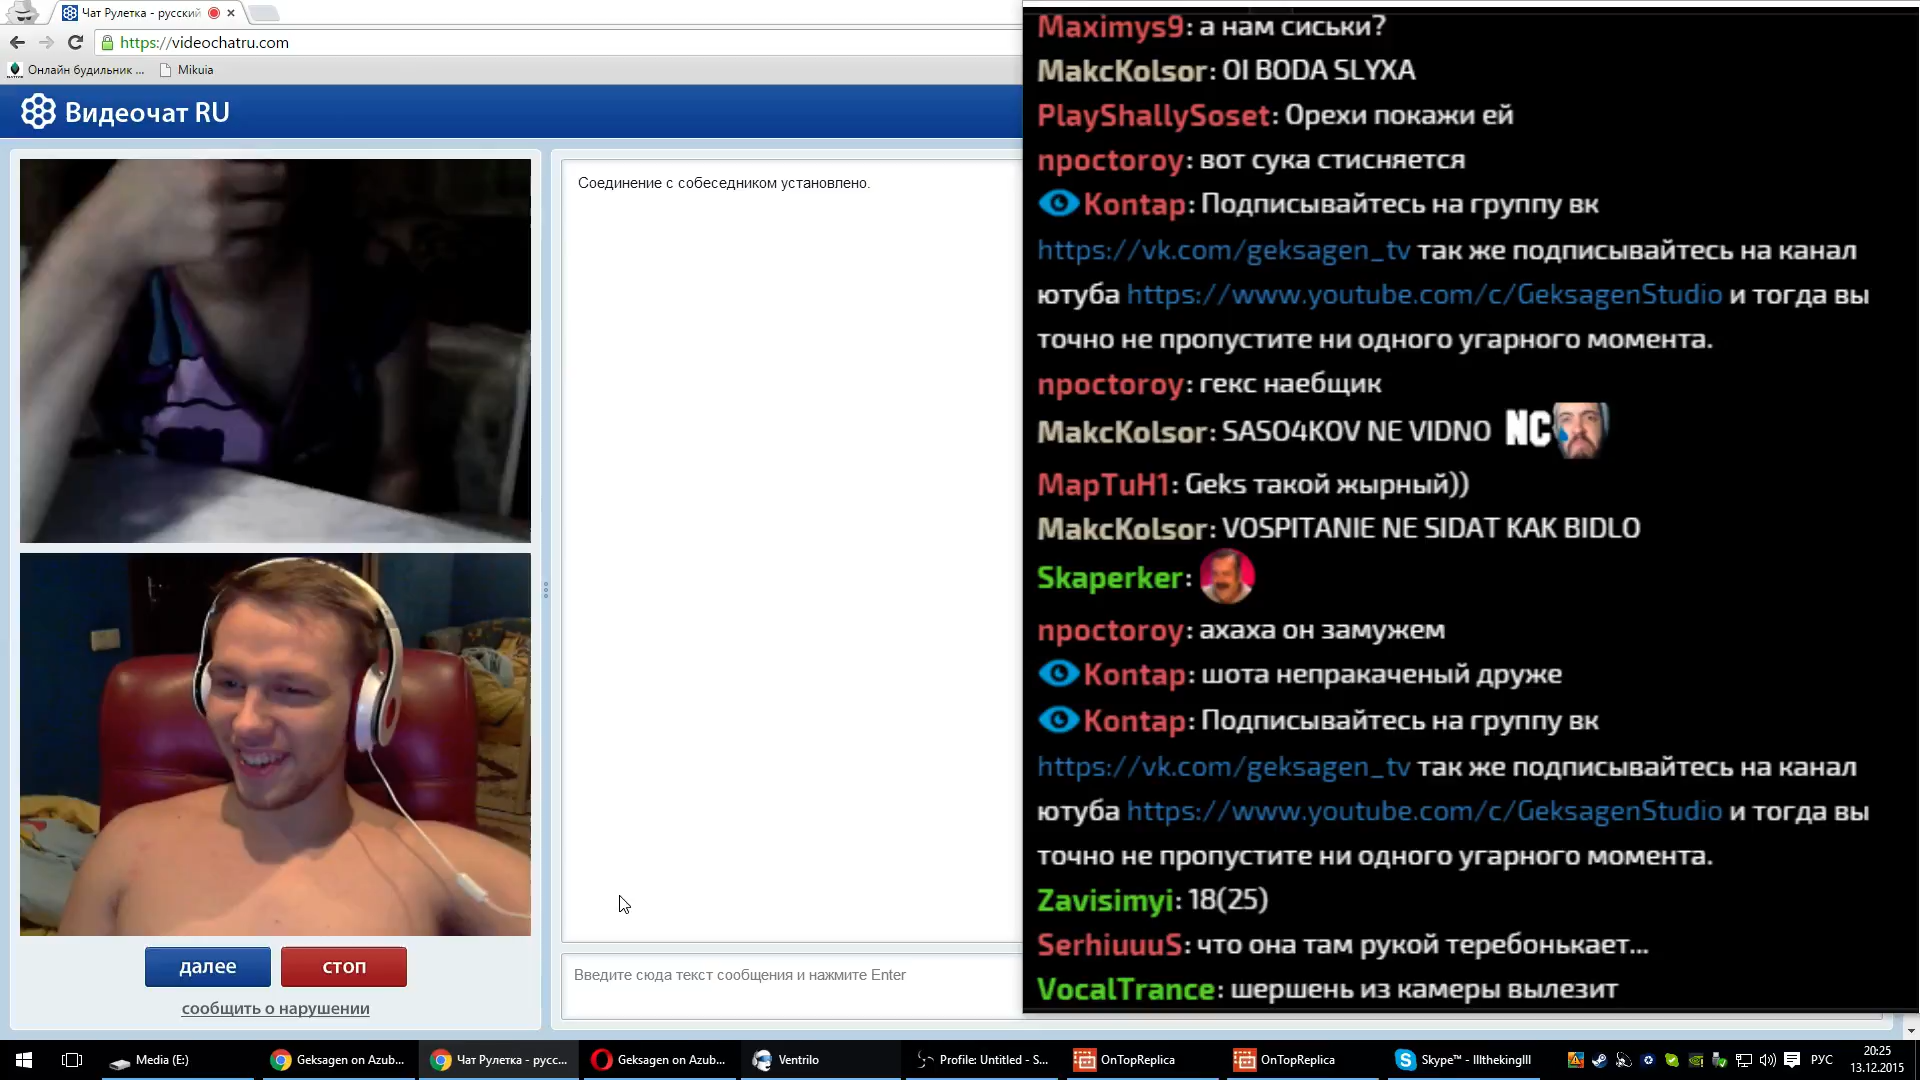 Чат Рулетка - русский
https://videochatru.com
Онлайн будильник ...
Mikuia
Видеочат RU
Соединение с собеседником установлено.
далее
стоп
сообщить о нарушении
Введите сюда текст сообщения и нажмите Enter
Maximys9: а нам сиськи?
MakcKolsor: OI BODA SLYXA
PlayShallySoset: Орехи покажи ей
npoctoroy: вот сука стисняется
Kontap: Подписывайтесь на группу вк
https://vk.com/geksagen_tv так же подписывайтесь на канал
ютуба https://www.youtube.com/c/GeksagenStudio и тогда вы
точно не пропустите ни одного угарного момента.
npoctoroy: гекс наебщик
MakcKolsor: SASO4KOV NE VIDNO NC
MapTuH1: Geks такой жырный))
MakcKolsor: VOSPITANIE NE SIDAT KAK BIDLO
Skaperker:
npoctoroy: ахаха он замужем
Kontap: шота непракаченый друже
Kontap: Подписывайтесь на группу вк
https://vk.com/geksagen_tv так же подписывайтесь на канал
ютуба https://www.youtube.com/c/GeksagenStudio и тогда вы
точно не пропустите ни одного угарного момента.
Zavisimyi: 18(25)
SerhiuuuS: что она там рукой теребонькает...
VocalTrance: шершень из камеры вылезит
Media (E:)
Geksagen on Azub...
Чат Рулетка - русс...
Geksagen on Azub...
Ventrilo
Profile: Untitled - S...
OnTopReplica
OnTopReplica
Skype™ - IllthekingIll
РУС
20:25
13.12.2015